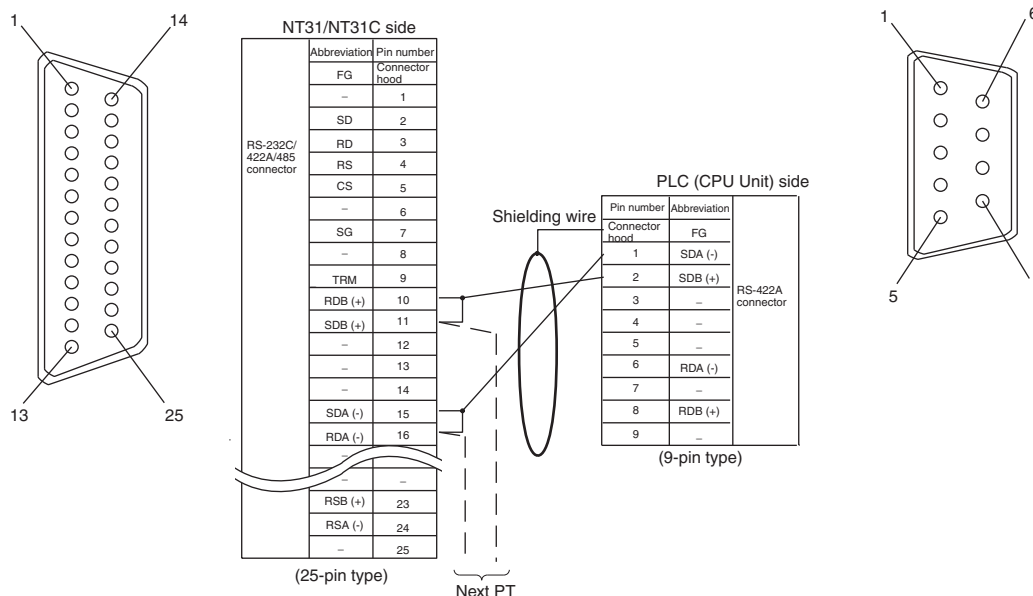 1
14
13
25
NT31/NT31C side
Abbreviation Pin number
RS-232C/
422A/485
connector
FG Connector
hood
– 1
SD 2
RD 3
RS 4
CS 5
– 6
SG 7
– 8
TRM 9
RDB (+) 10
SDB (+) 11
– 12
– 13
– 14
SDA (-) 15
RDA (-) 16
–
– –
RSB (+) 23
RSA (-) 24
– 25
(25-pin type)
Next PT
Shielding wire
PLC (CPU Unit) side
Pin number Abbreviation
Connector
hood FG
1 SDA (-)
2 SDB (+)
3 –
4 –
5 –
6 RDA (-)
7 –
8 RDB (+)
9 –
RS-422A
connector
(9-pin type)
1
6
5